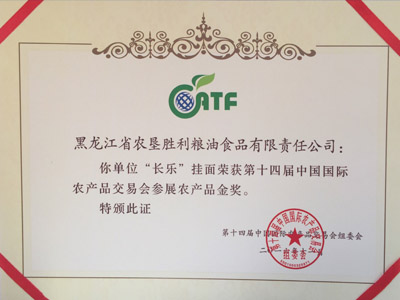 CATF
黑龙江省农垦胜利粮油食品有限责任公司：
你单位“长乐”挂面荣获第十四届中国国际
农产品交易会参展农产品金奖。
特颁此证
第十四届中国国际农产品交易会组委会
组委会